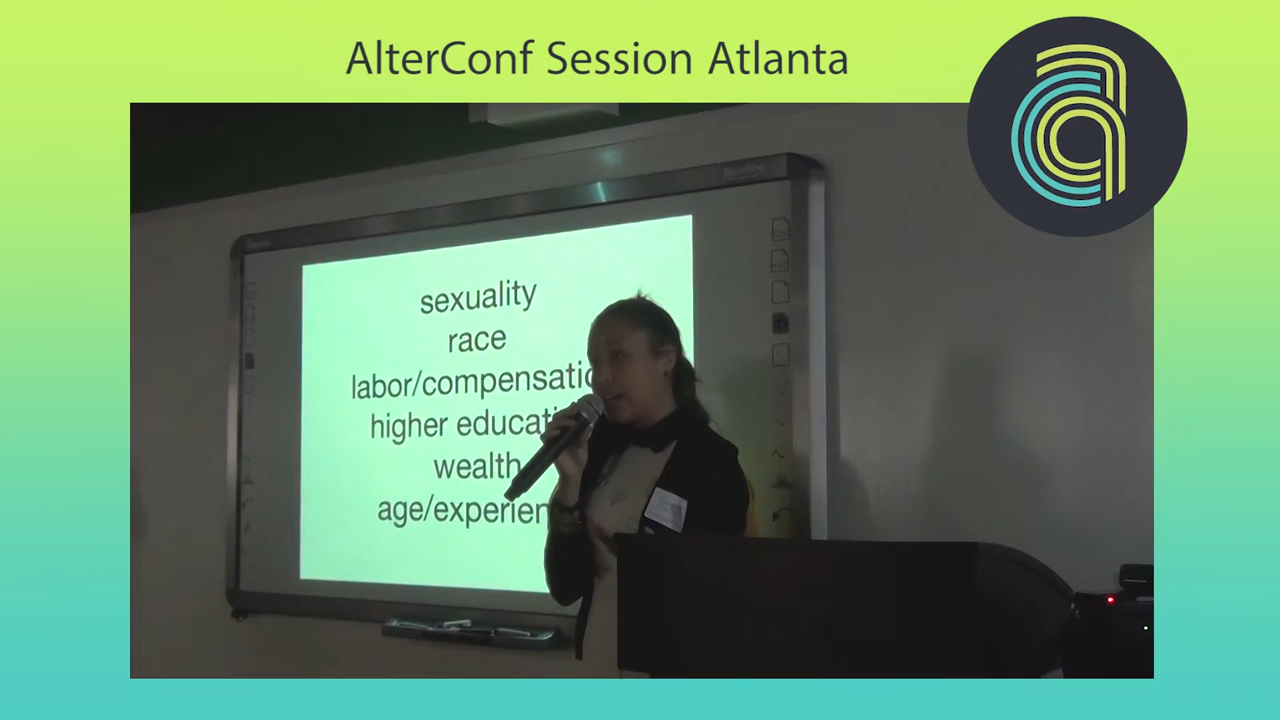 AlterConf Session Atlanta
sexuality
race
labor/compensatio
higher educati
wealth
age/experien